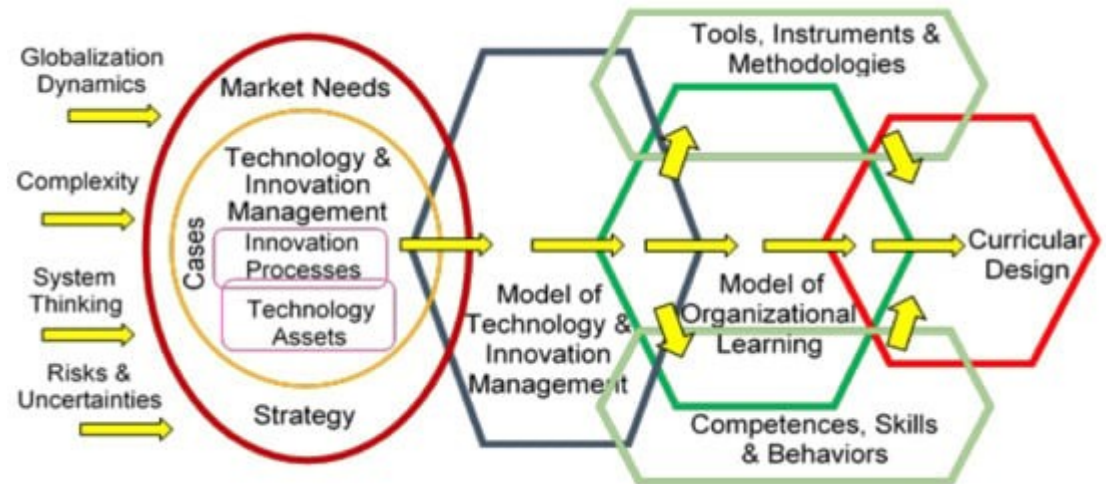 Globalization
Dynamics
Complexity
System
Thinking
Risks &
Uncertainties
Market Needs
Technology &
Innovation
Management
Cases
Innovation
Processes
Technology
Assets
Strategy
Model of
Technology &
Innovation
Management
Tools, Instruments &
Methodologies
Model of
Organizational
Learning
Competences, Skills
& Behaviors
Curricular
Design